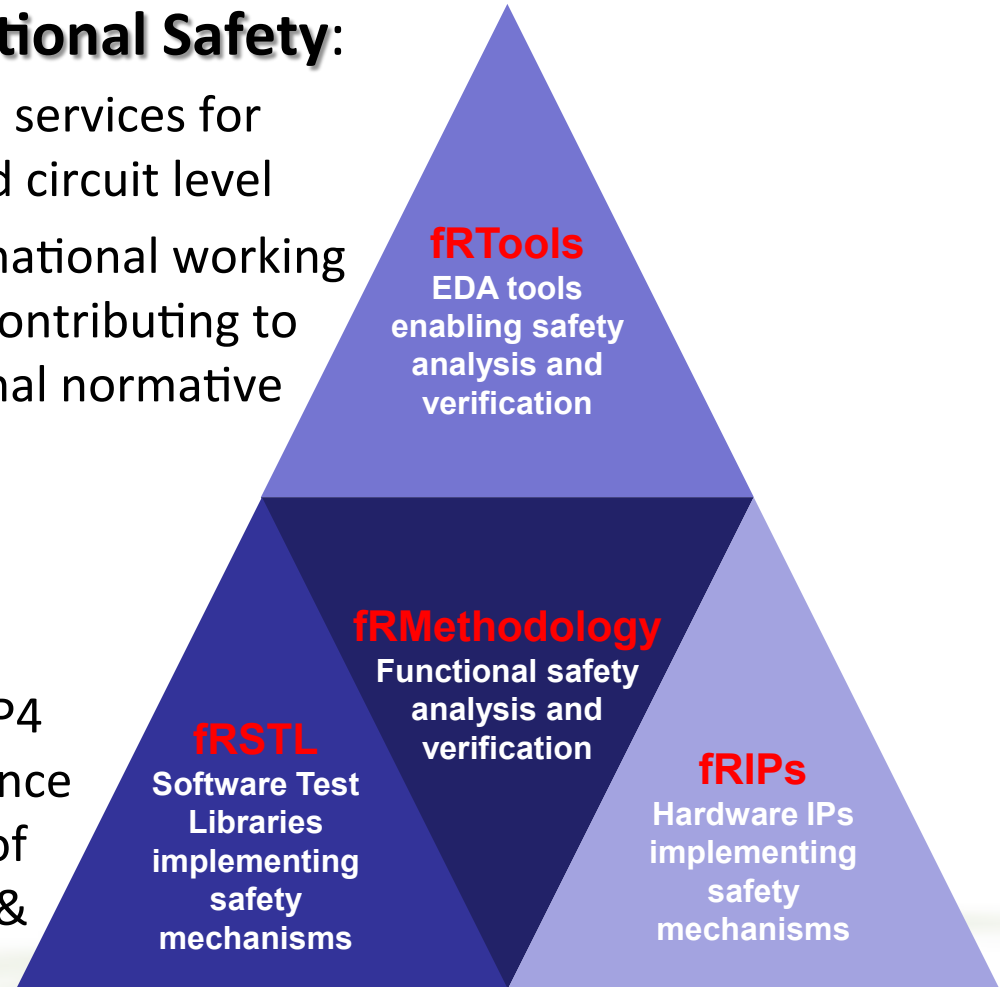 tional Safety:
services for
d circuit level
national working
ontributing to
nal normative
fRTools
EDA tools
enabling safety
analysis and
verification
fRMethodology
Functional safety
analysis and
verification
P4
nce
of
&
fRSTL
Software Test
Libraries
implementing
safety
mechanisms
fRIPs
Hardware IPs
implementing
safety
mechanisms